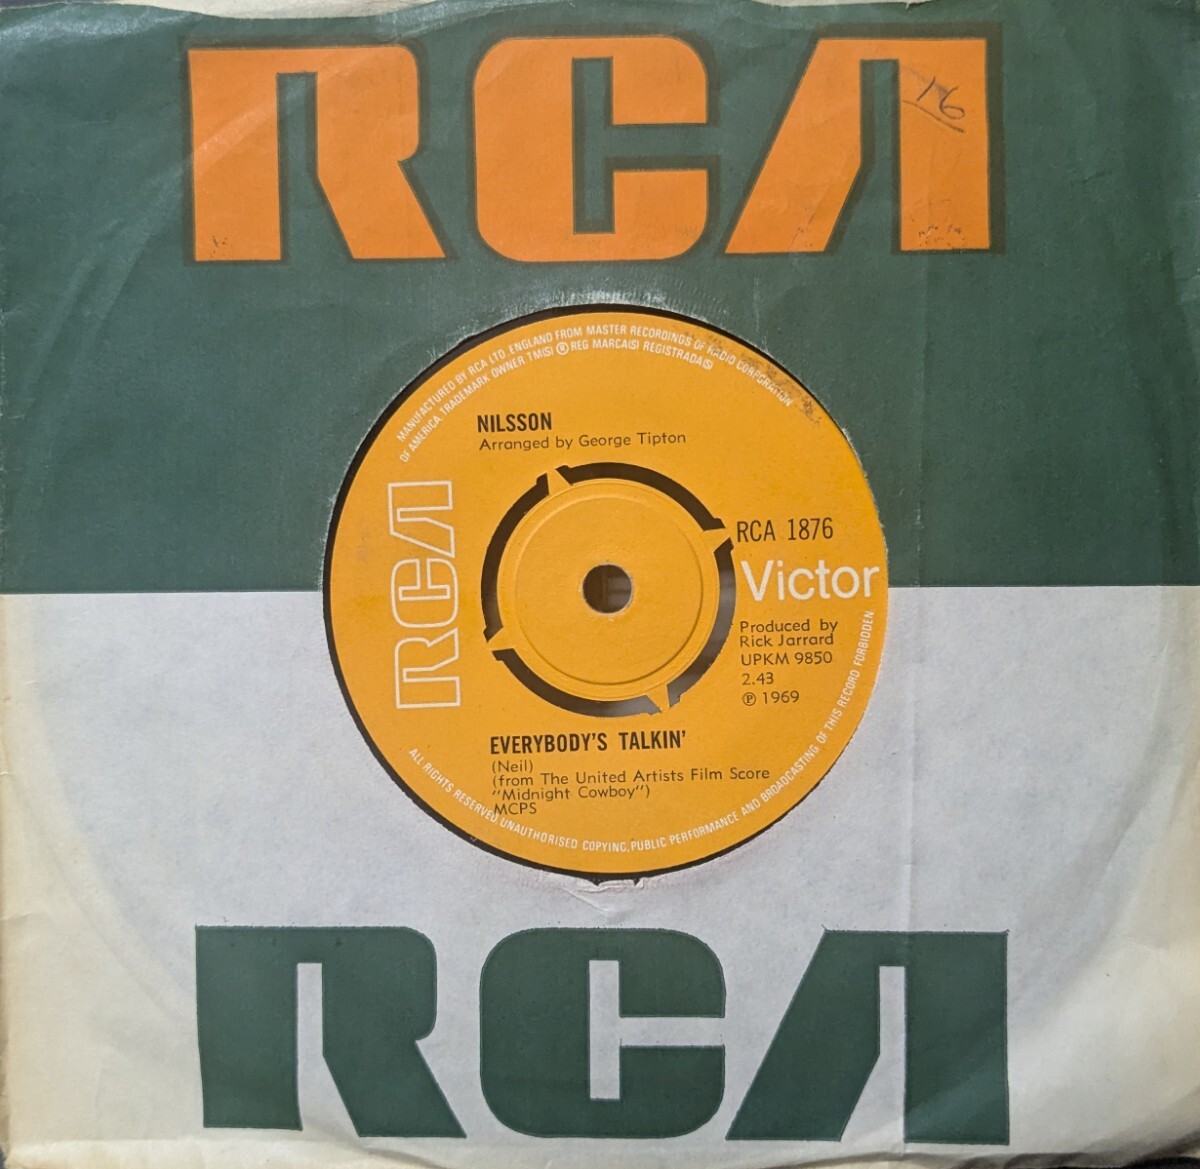 RCA
16
MANUFACTURED BY RCA LTD. ENGLAND FROM MASTER RECORDINGS OF RADIO CORPORATION
OF AMERICA. TRADEMARK OWNER TM(S) ® REG MARCA(S) REGISTRADA(S)
NILSSON
Arranged by George Tipton
RCA
RCA 1876
Victor
Produced by
Rick Jarrard
UPKM 9850
2.43
℗ 1969
EVERYBODY'S TALKIN'
(Neil)
(from The United Artists Film Score
"Midnight Cowboy")
MCPS
ALL RIGHTS RESERVED. UNAUTHORISED COPYING, PUBLIC PERFORMANCE AND BROADCASTING OF THIS RECORD FORBIDDEN
RCA